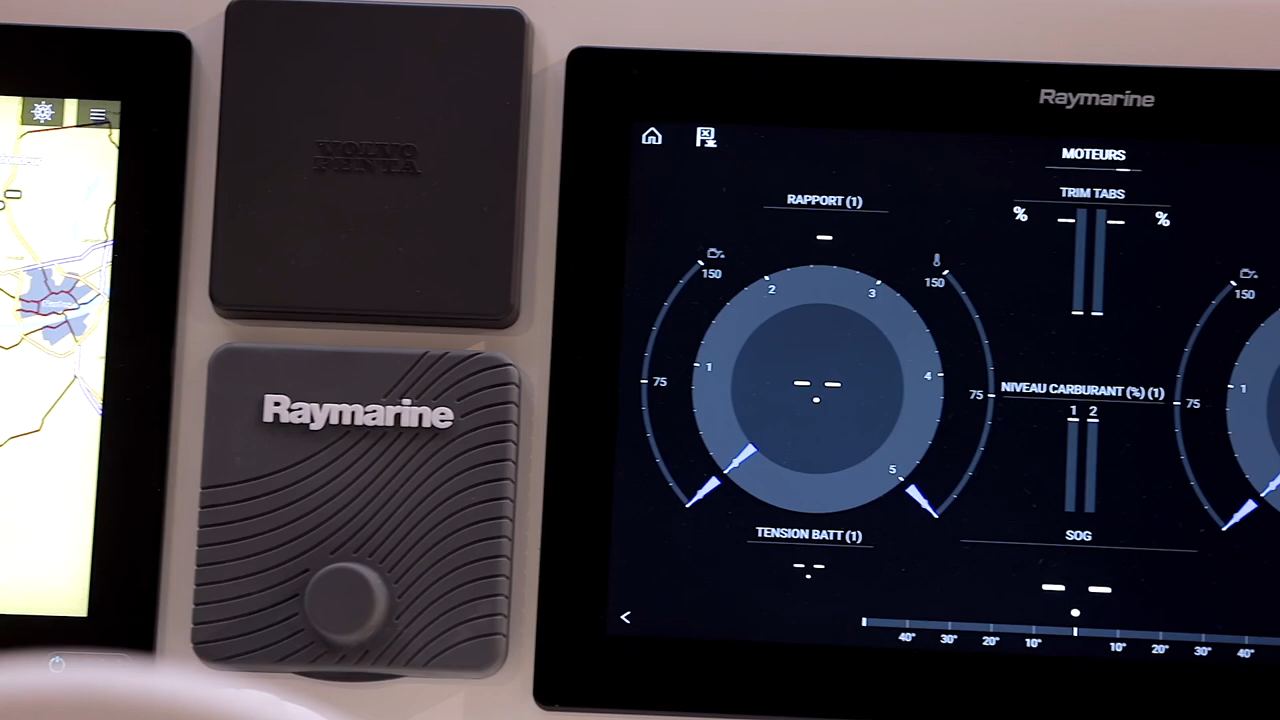 VOLVO
PENTA
Raymarine
Raymarine
MOTEURS
RAPPORT (1)
TRIM TABS
%
%
150
150
150
2
3
1
4
75
75
75
1
5
NIVEAU CARBURANT (%) (1)
1 2
TENSION BATT (1)
SOG
40° 30° 20° 10° 10° 20° 30° 40°